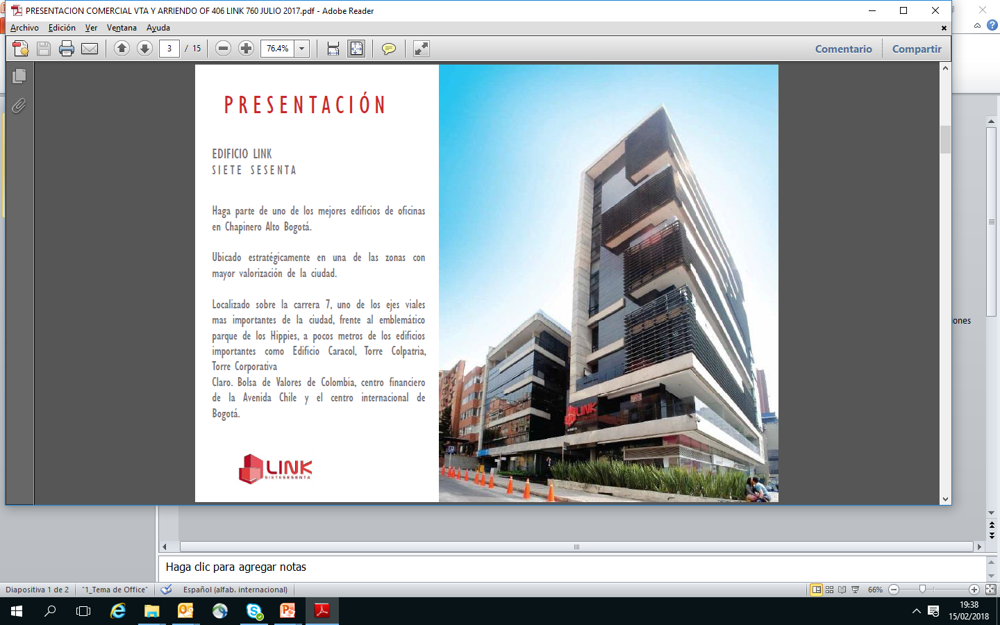 PRESENTACION COMERCIAL VTA Y ARRIENDO OF 406 LINK 760 JULIO 2017.pdf - Adobe Reader
Archivo Edición Ver Ventana Ayuda
3 / 15 76.4% Comentario Compartir
PRESENTACIÓN
EDIFICIO LINK
SIETE SESENTA
Haga parte de uno de los mejores edificios de oficinas
en Chapinero Alto Bogotá.
Ubicado estratégicamente en una de las zonas con
mayor valorización de la ciudad.
Localizado sobre la carrera 7, uno de los ejes viales
mas importantes de la ciudad, frente al emblemático
parque de los Hippies, a pocos metros de los edificios
importantes como Edificio Caracol, Torre Colpatria,
Torre Corporativa
Claro. Bolsa de Valores de Colombia, centro financiero
de la Avenida Chile y el centro internacional de
Bogotá.
LINK
SIETESESENTA
LINK
ones
Haga clic para agregar notas
Diapositiva 1 de 2 "1_Tema de Office" Español (alfab. internacional) 66%
19:38
15/02/2018